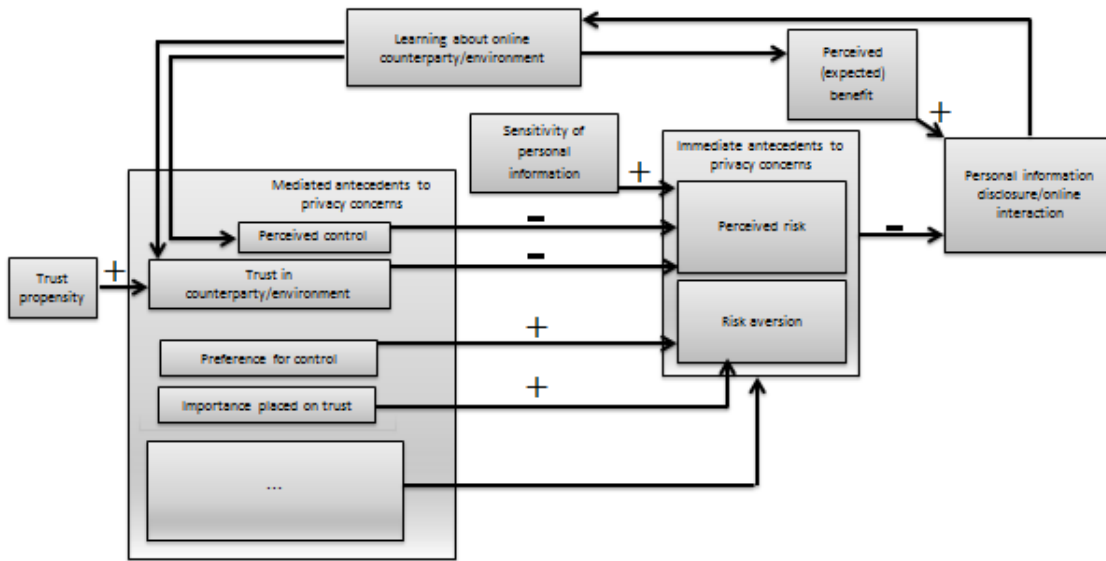 Learning about online
counterparty/environment
Perceived
(expected)
benefit
+
Sensitivity of
personal
information
+
Immediate antecedents to
privacy concerns
Personal information
disclosure/online
interaction
Mediated antecedents to
privacy concerns
Perceived control
-
Perceived risk
-
Trust
propensity
+
Trust in
counterparty/environment
-
Risk aversion
Preference for control
+
Importance placed on trust
+
...